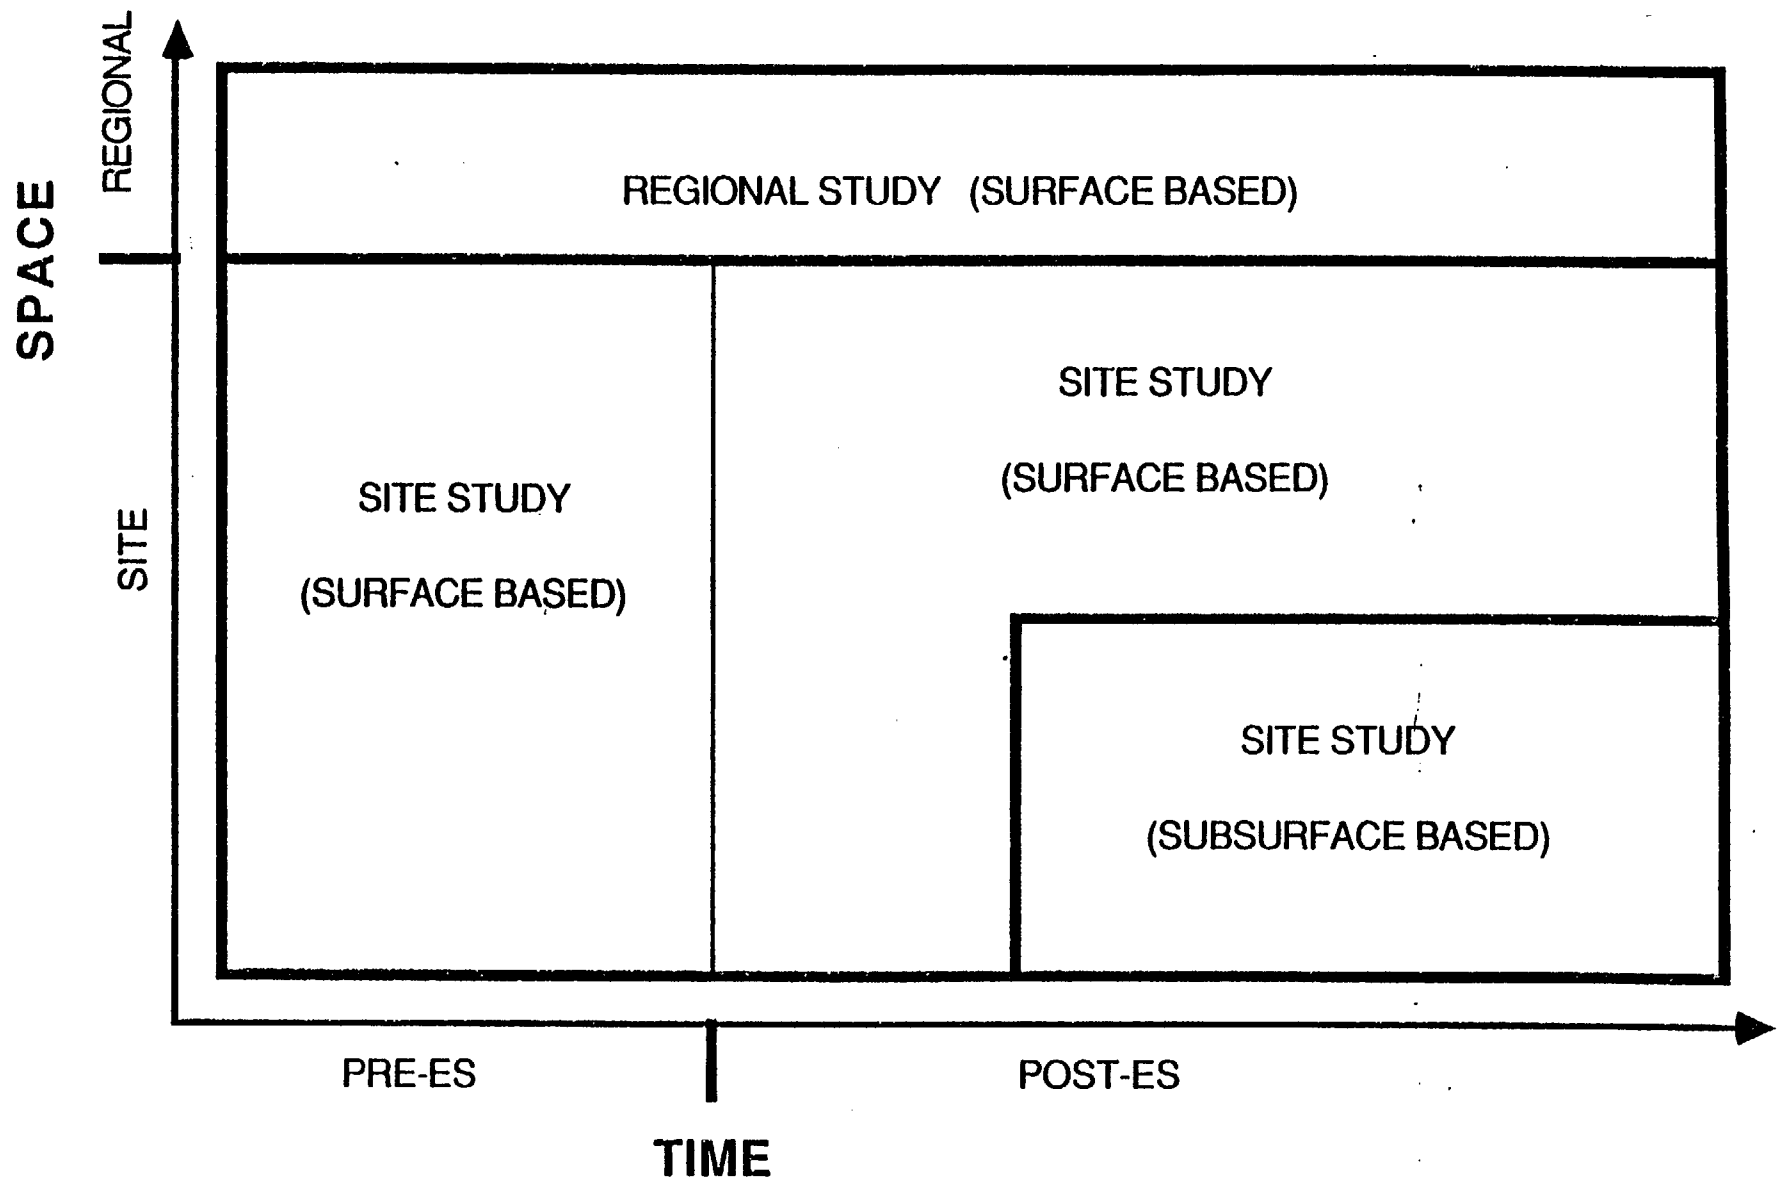 REGIONAL
SPACE
SITE
REGIONAL STUDY (SURFACE BASED)
SITE STUDY
(SURFACE BASED)
SITE STUDY
(SURFACE BASED)
SITE STUDY
(SUBSURFACE BASED)
PRE-ES
POST-ES
TIME